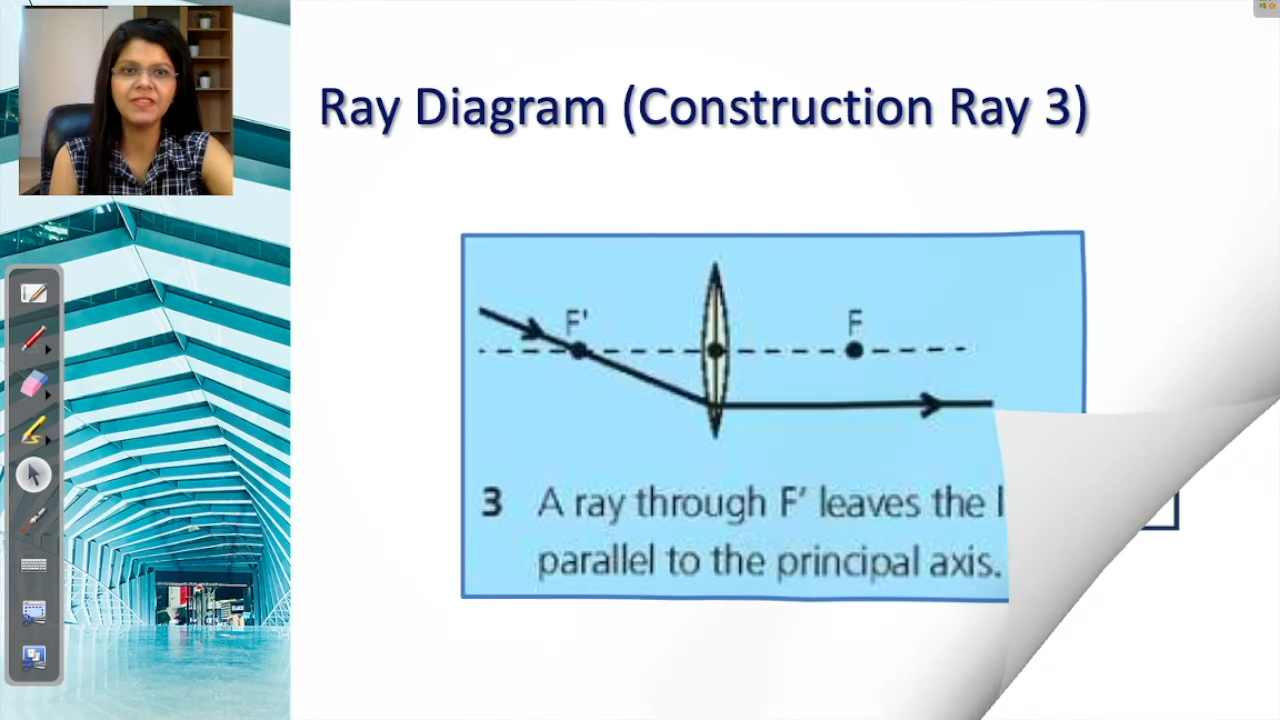 Ray Diagram (Construction Ray 3)
F'
F
3 A ray through F' leaves the
parallel to the principal axis.